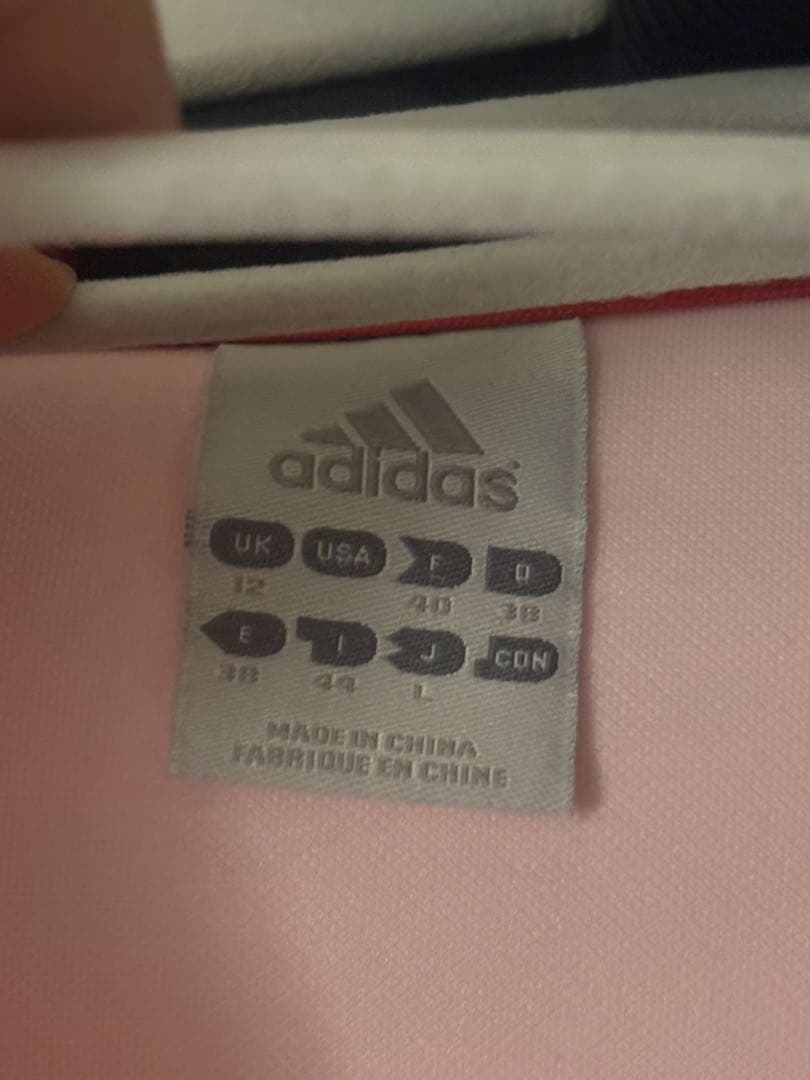 adidas
UK USA F D
12 40 38
E I J CDN
38 44 L
MADE IN CHINA
FABRIQUE EN CHINE